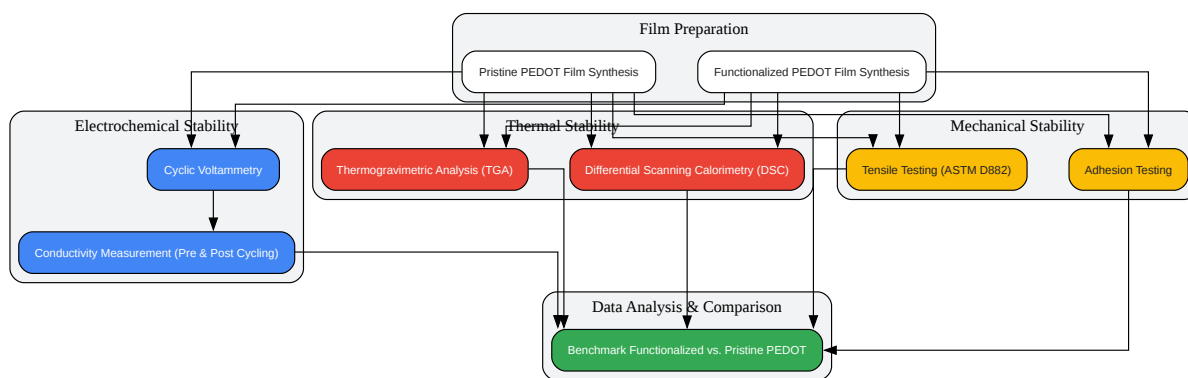 Film Preparation
Pristine PEDOT Film Synthesis
Functionalized PEDOT Film Synthesis
Electrochemical Stability
Thermal Stability
Mechanical Stability
Cyclic Voltammetry
Thermogravimetric Analysis (TGA)
Differential Scanning Calorimetry (DSC)
Tensile Testing (ASTM D882)
Adhesion Testing
Conductivity Measurement (Pre & Post Cycling)
Data Analysis & Comparison
Benchmark Functionalized vs. Pristine PEDOT